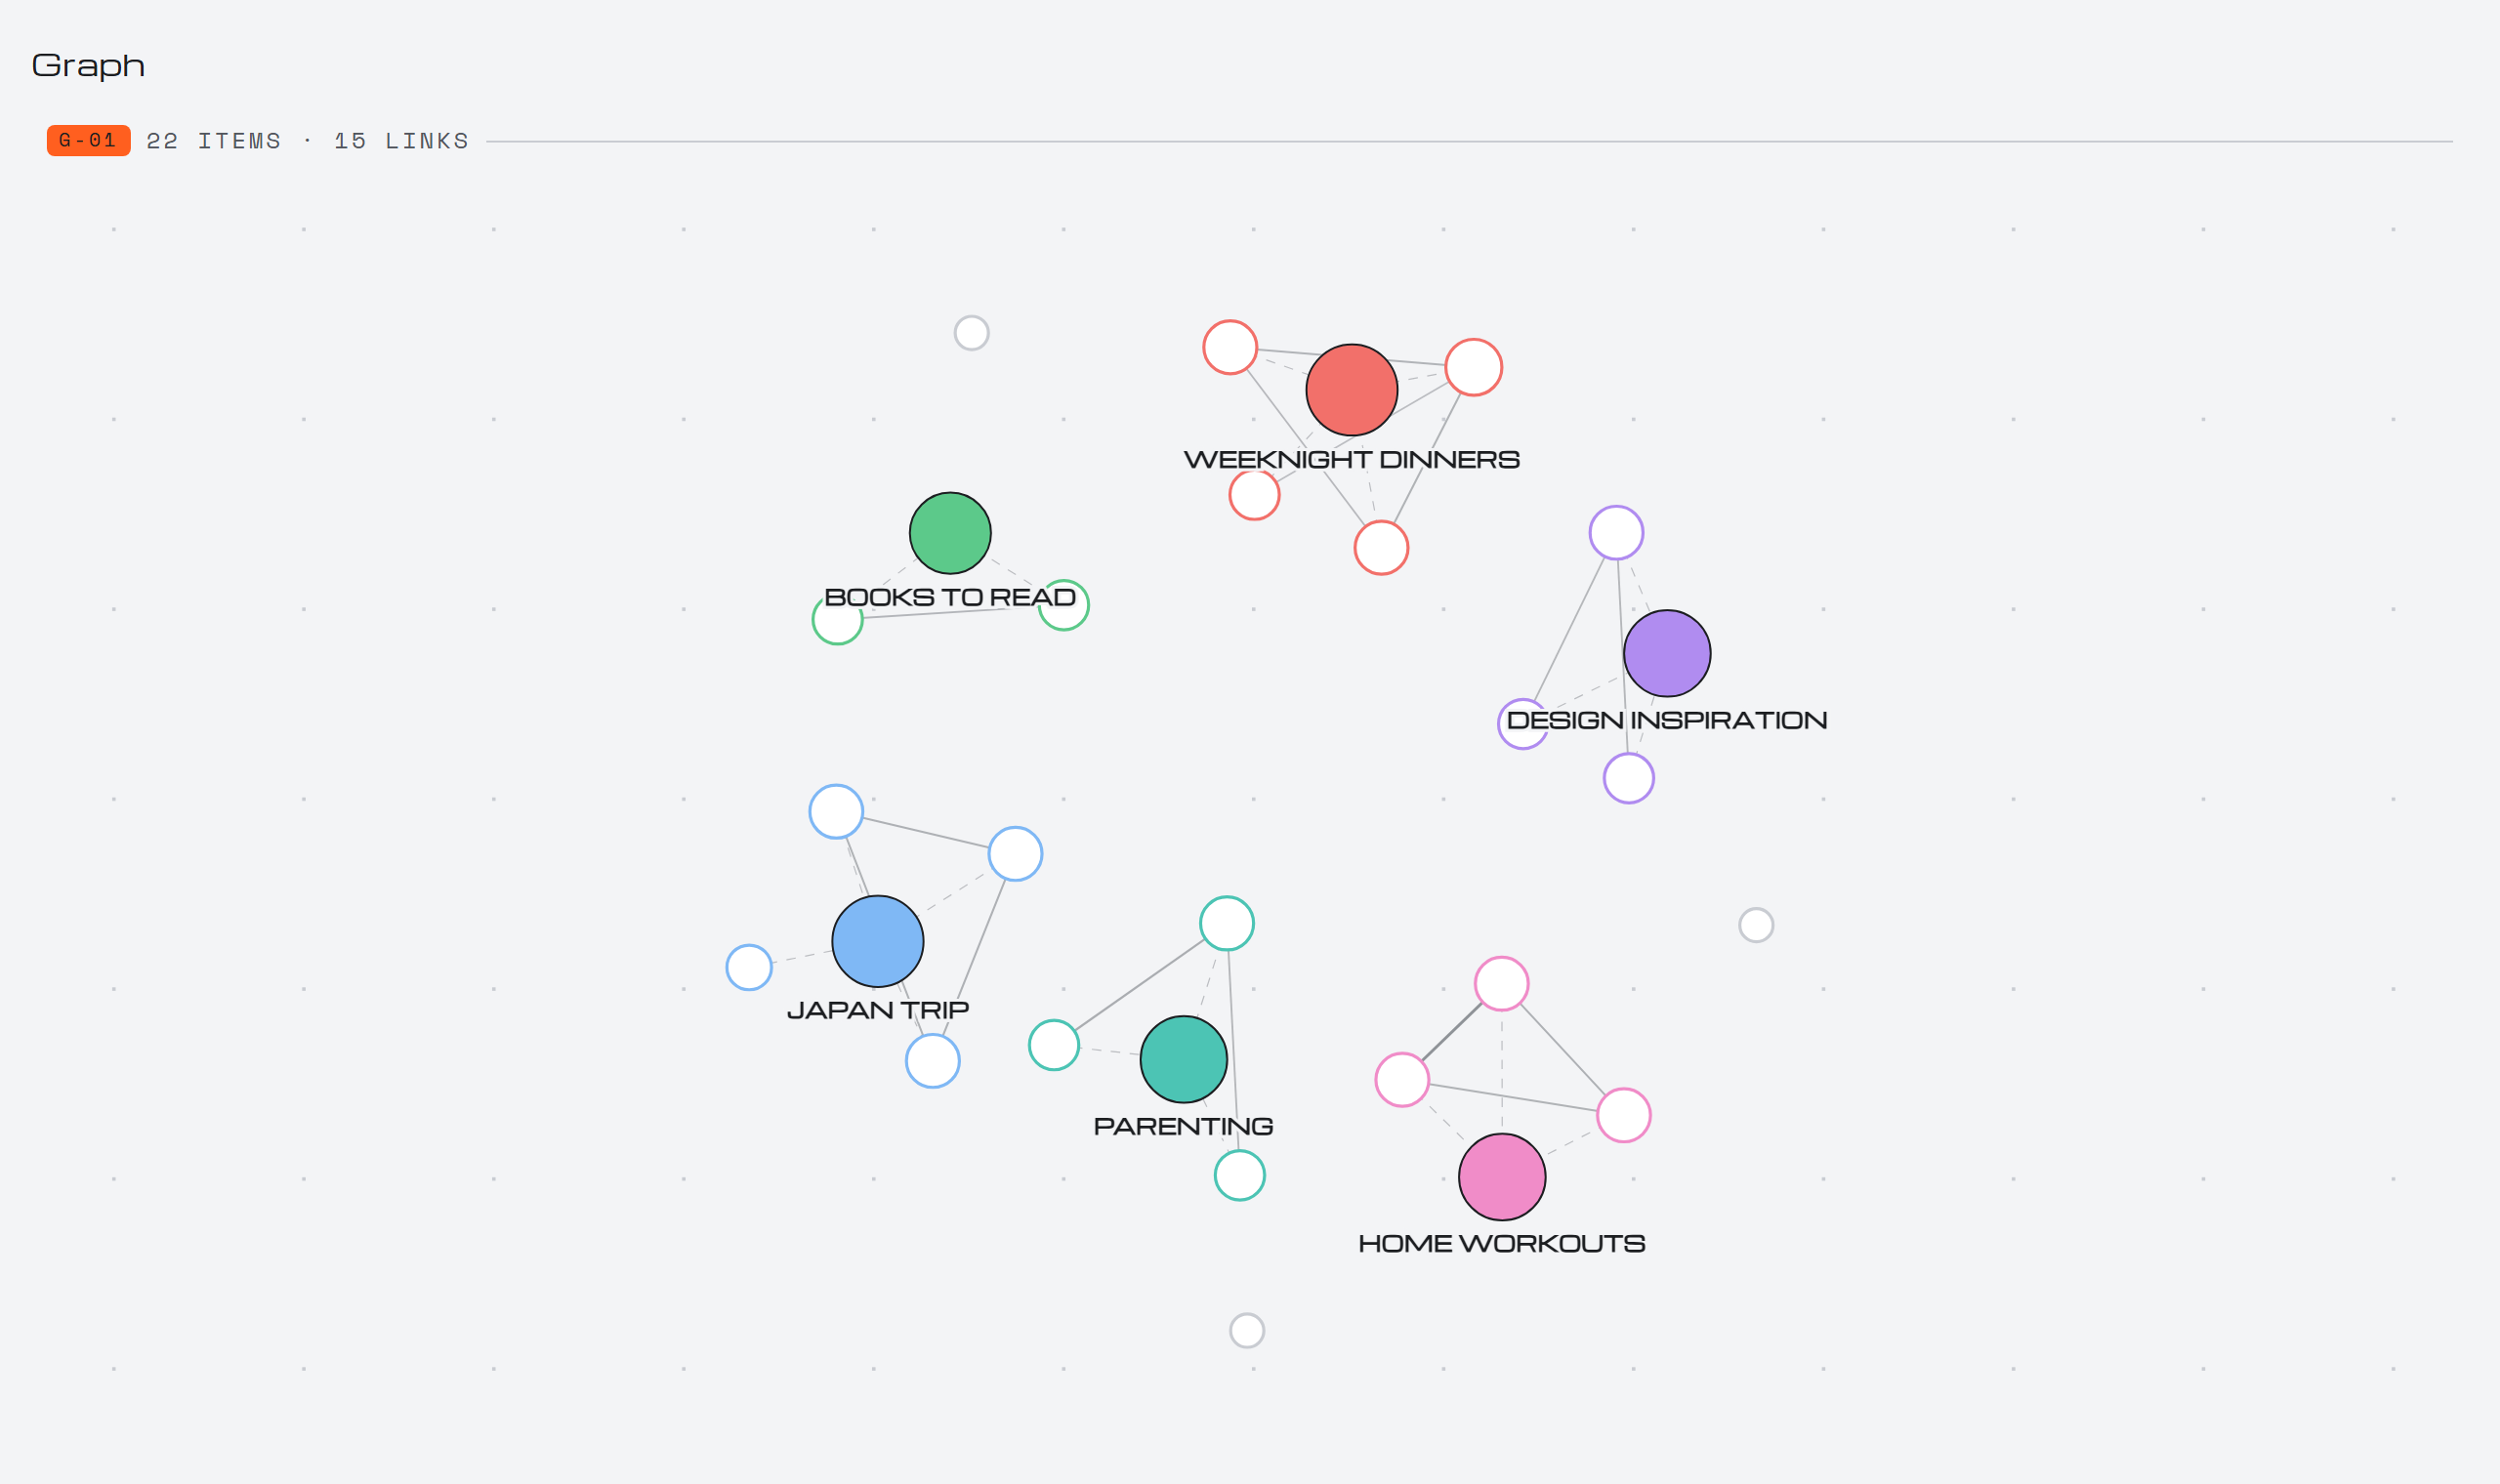 Graph
G-01 22 ITEMS · 15 LINKS
WEEKNIGHT DINNERS
BOOKS TO READ
DESIGN INSPIRATION
JAPAN TRIP
PARENTING
HOME WORKOUTS